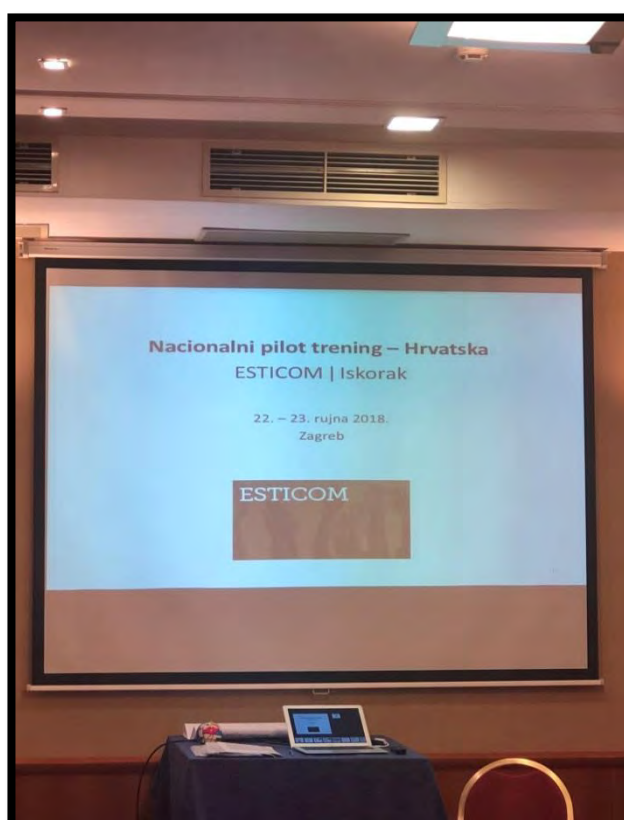 Nacionalni pilot trening – Hrvatska
ESTICOM | Iskorak
22. – 23. rujna 2018.
Zagreb
ESTICOM